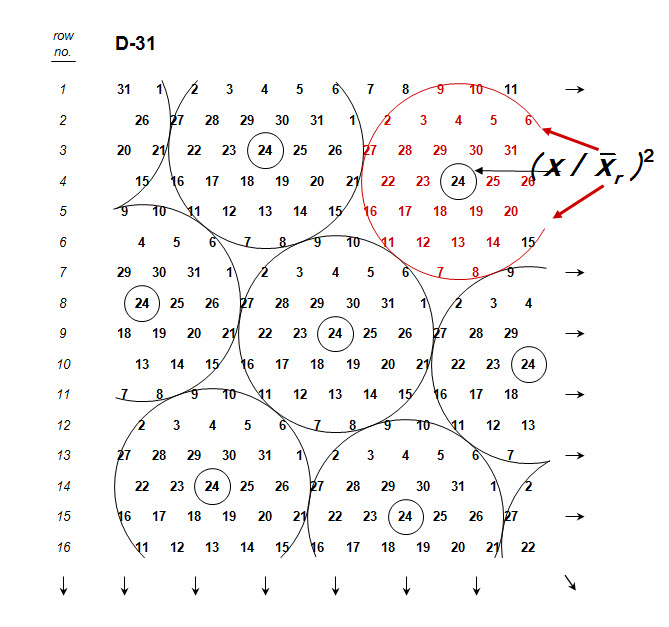 row
no.
D-31
1 31 1 2 3 4 5 6 7 8 9 10 11
2 26 27 28 29 30 31 1 2 3 4 5 6
3 20 21 22 23 24 25 26 27 28 29 30 31
(x / x̄r)2
4 15 16 17 18 19 20 21 22 23 24 25 26
5 9 10 11 12 13 14 15 16 17 18 19 20
6 4 5 6 7 8 9 10 11 12 13 14 15
7 29 30 31 1 2 3 4 5 6 7 8 9
8 24 25 26 27 28 29 30 31 1 2 3 4
9 18 19 20 21 22 23 24 25 26 27 28 29
10 13 14 15 16 17 18 19 20 21 22 23 24
11 7 8 9 10 11 12 13 14 15 16 17 18
12 2 3 4 5 6 7 8 9 10 11 12 13
13 27 28 29 30 31 1 2 3 4 5 6 7
14 22 23 24 25 26 27 28 29 30 31 1 2
15 16 17 18 19 20 21 22 23 24 25 26 27
16 11 12 13 14 15 16 17 18 19 20 21 22